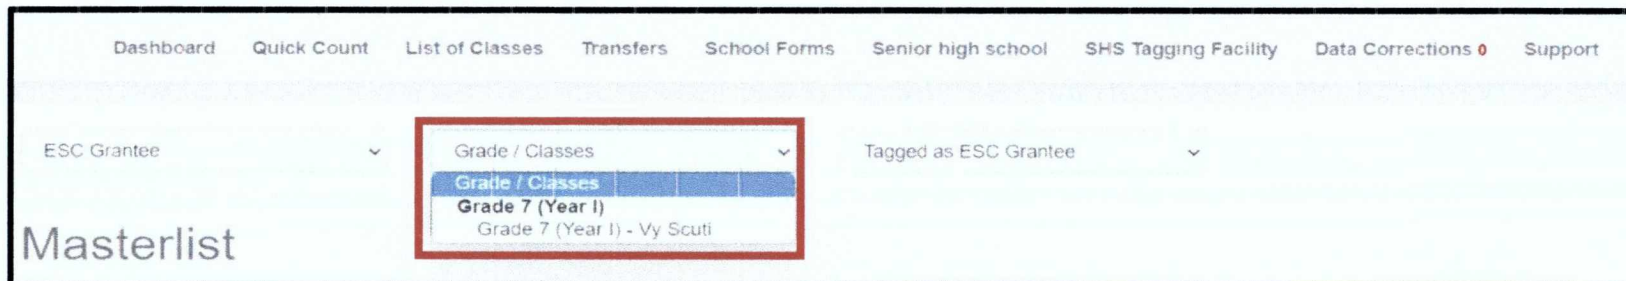 Dashboard Quick Count List of Classes Transfers School Forms Senior high school SHS Tagging Facility Data Corrections 0 Support
ESC Grantee Grade / Classes Tagged as ESC Grantee
Grade / Classes
Grade 7 (Year I)
Grade 7 (Year I) - Vy Scuti
Masterlist